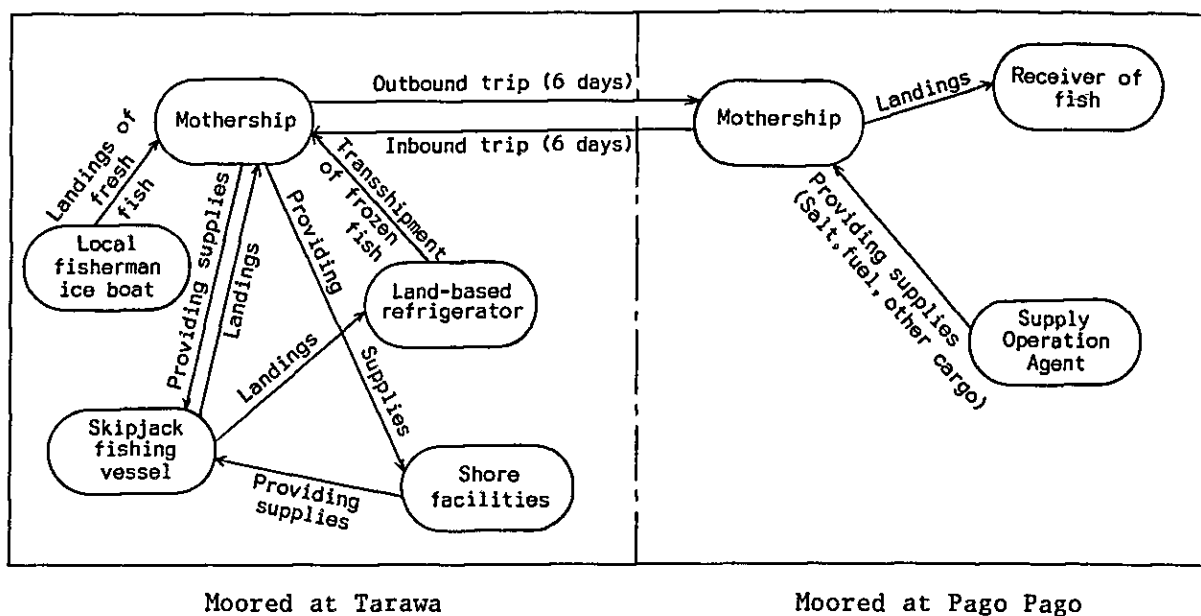 Outbound trip (6 days)
Inbound trip (6 days)
Mothership
Landings of
fresh
fish
Local
fisherman
ice boat
Providing supplies
Landings
Providing
Supplies
Transshipment
of frozen
fish
Land-based
refrigerator
Landings
Skipjack
fishing
vessel
Providing
supplies
Shore
facilities
Mothership
Landings
Receiver of
fish
Providing supplies
(Salt, fuel, other cargo)
Supply
Operation
Agent
Moored at Tarawa
Moored at Pago Pago